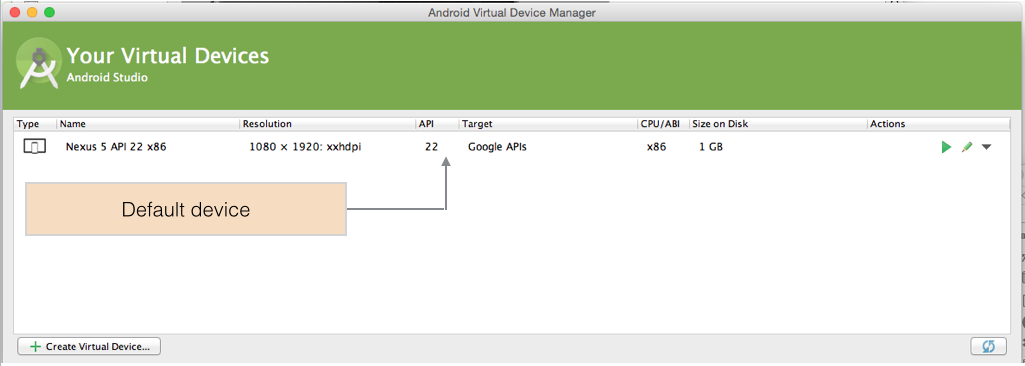 Android Virtual Device Manager
Your Virtual Devices
Android Studio
Type Name Resolution API Target CPU/ABI Size on Disk Actions
Nexus 5 API 22 x86 1080 × 1920: xxhdpi 22 Google APIs x86 1 GB
Default device
Create Virtual Device...